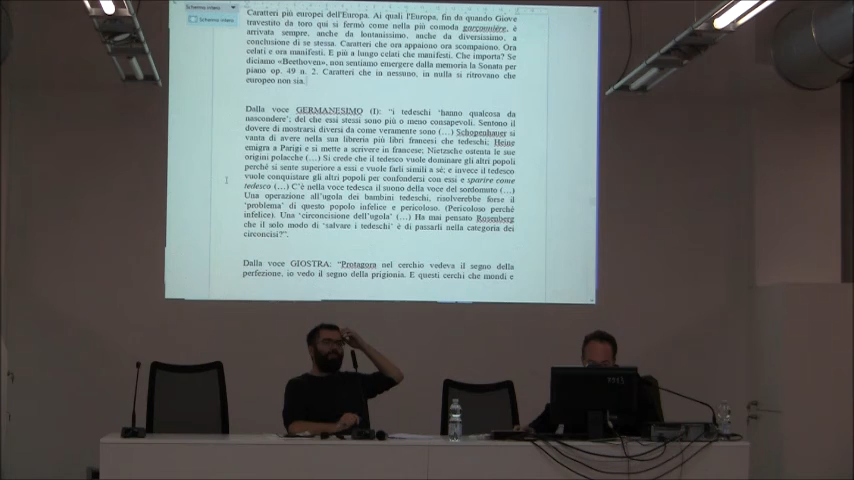 Schermo intero
Schermo intero
Caratteri più europei dell'Europa. Ai quali l'Europa, fin da quando Giove
travestito da toro qui si fermò come nella più comoda garçonnière, è
arrivata sempre, anche da lontanissimo, anche da diversissimo, a
conclusione di se stessa. Caratteri che ora appaiono ora scompaiono. Ora
celati e ora manifesti. E più a lungo celati che manifesti. Che importa? Se
diciamo «Beethoven», non sentiamo emergere dalla memoria la Sonata per
piano op. 49 n. 2. Caratteri che in nessuno, in nulla si ritrovano che
europeo non sia.
Dalla voce GERMANESIMO (I): “i tedeschi ‘hanno qualcosa da
nascondere’; del che essi stessi sono più o meno consapevoli. Sentono il
dovere di mostrarsi diversi da come veramente sono (…) Schopenhauer si
vanta di avere nella sua libreria più libri francesi che tedeschi; Heine
emigra a Parigi e si mette a scrivere in francese; Nietzsche ostenta le sue
origini polacche (…) Si crede che il tedesco vuole dominare gli altri popoli
perché si sente superiore a essi e vuole farli simili a sé; e invece il tedesco
vuole conquistare gli altri popoli per confondersi con essi e sparire come
tedesco (…) C'è nella voce tedesca il suono della voce del sordomuto (…)
Una operazione all'ugola dei bambini tedeschi, risolverebbe forse il
‘problema’ di questo popolo infelice e pericoloso. (Pericoloso perché
infelice). Una ‘circoncisione dell'ugola’ (…) Ha mai pensato Rosenberg
che il solo modo di ‘salvare i tedeschi’ è di passarli nella categoria dei
circoncisi?”.
Dalla voce GIOSTRA: “Protagora nel cerchio vedeva il segno della
perfezione, io vedo il segno della prigionia. E questi cerchi che mondi e